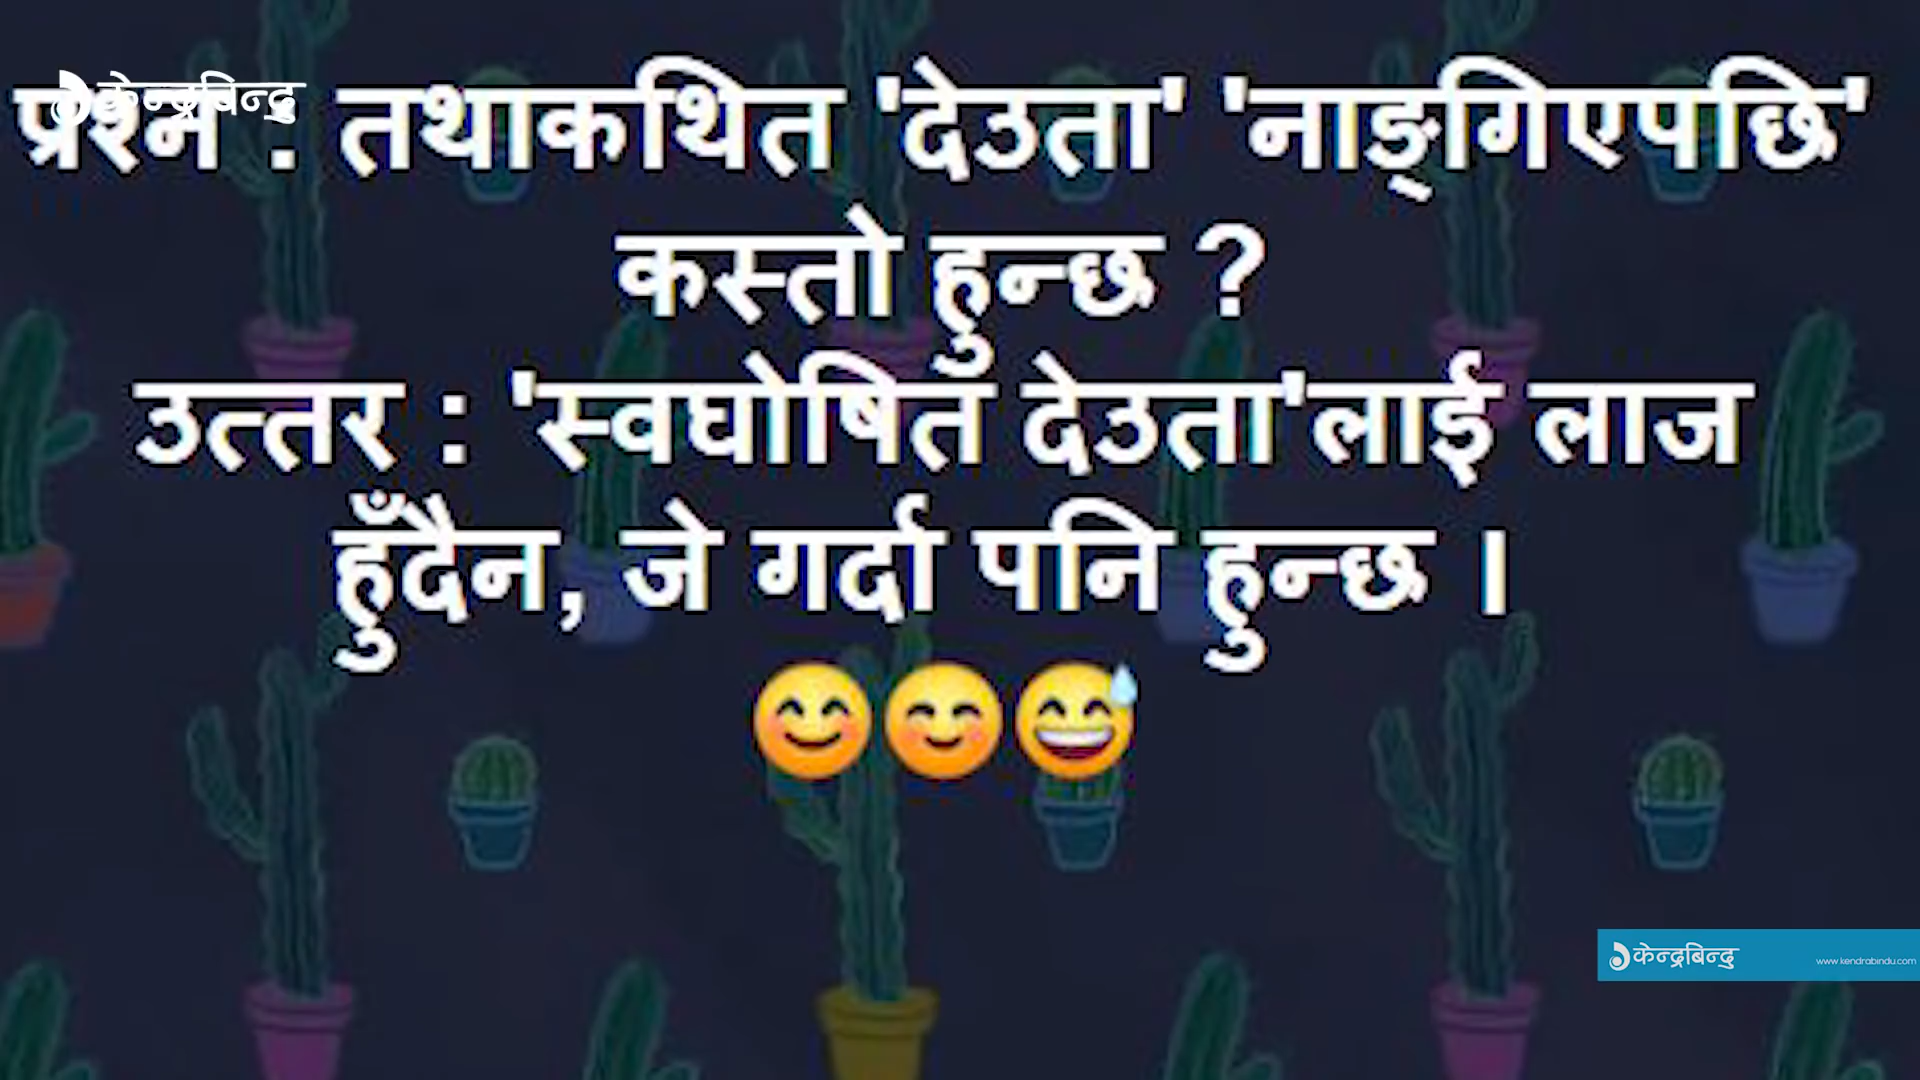 केन्द्रबिन्दु
प्रश्न : तथाकथित 'देउता' 'नाङ्गिएपछि'
कस्तो हुन्छ ?
उत्तर : 'स्वघोषित देउता'लाई लाज
हुँदैन, जे गर्दा पनि हुन्छ ।
😊😊😅
केन्द्रबिन्दु www.kendrabindu.com